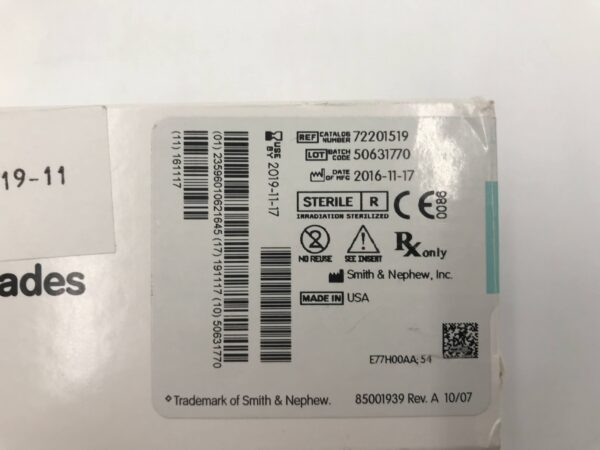 19-11
ades
(11) 161117
(01) 23596010621645 (17) 191117 (10) 50631770
USE BY 2019-11-17
REF CATALOG NUMBER 72201519
LOT BATCH CODE 50631770
DATE OF MFG 2016-11-17
STERILE R
IRRADIATION STERILIZED
CE 0086
NO REUSE
SEE INSERT
Rx only
Smith & Nephew, Inc.
MADE IN USA
E77H00AA; 54
Trademark of Smith & Nephew.
85001939 Rev. A 10/07